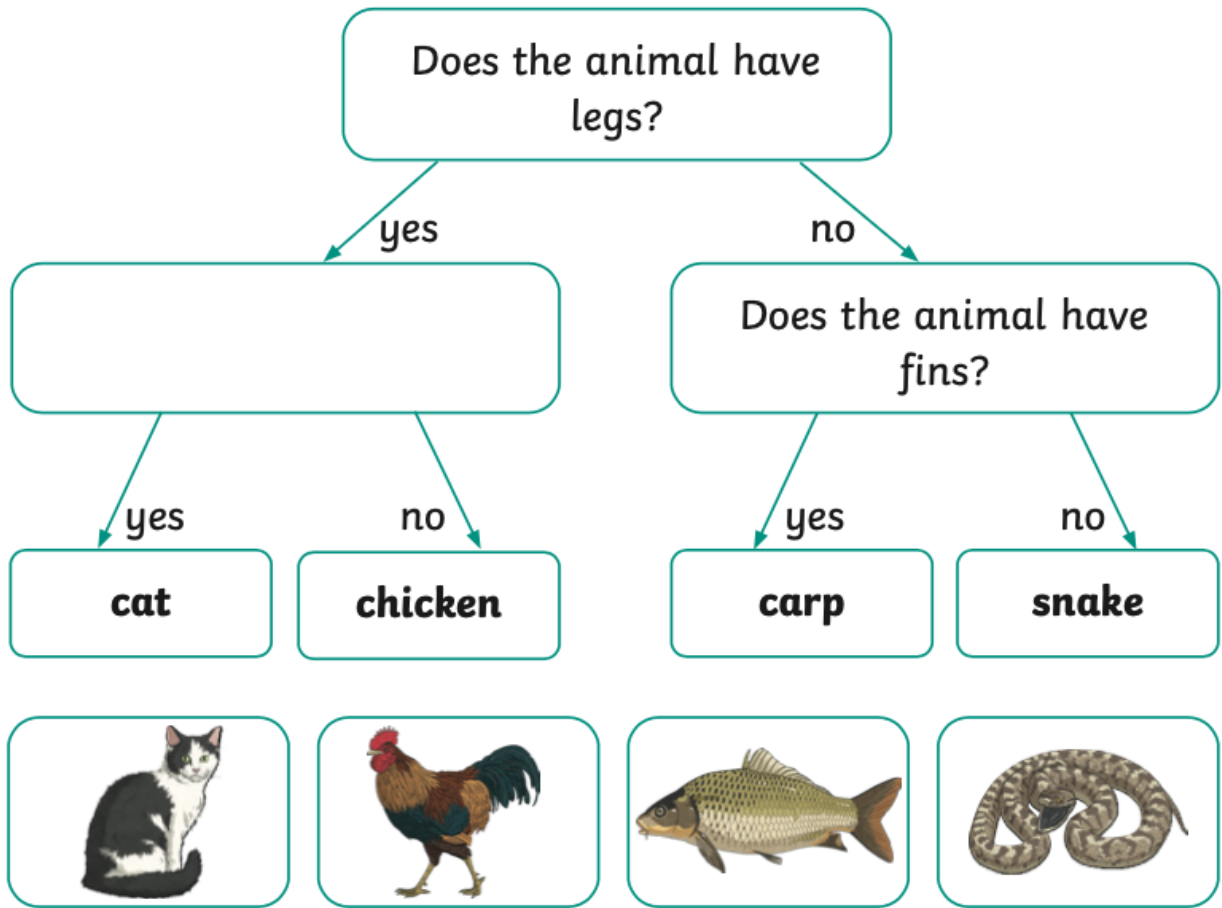 Does the animal have
legs?
yes
no
Does the animal have
fins?
yes
no
yes
no
cat
chicken
carp
snake